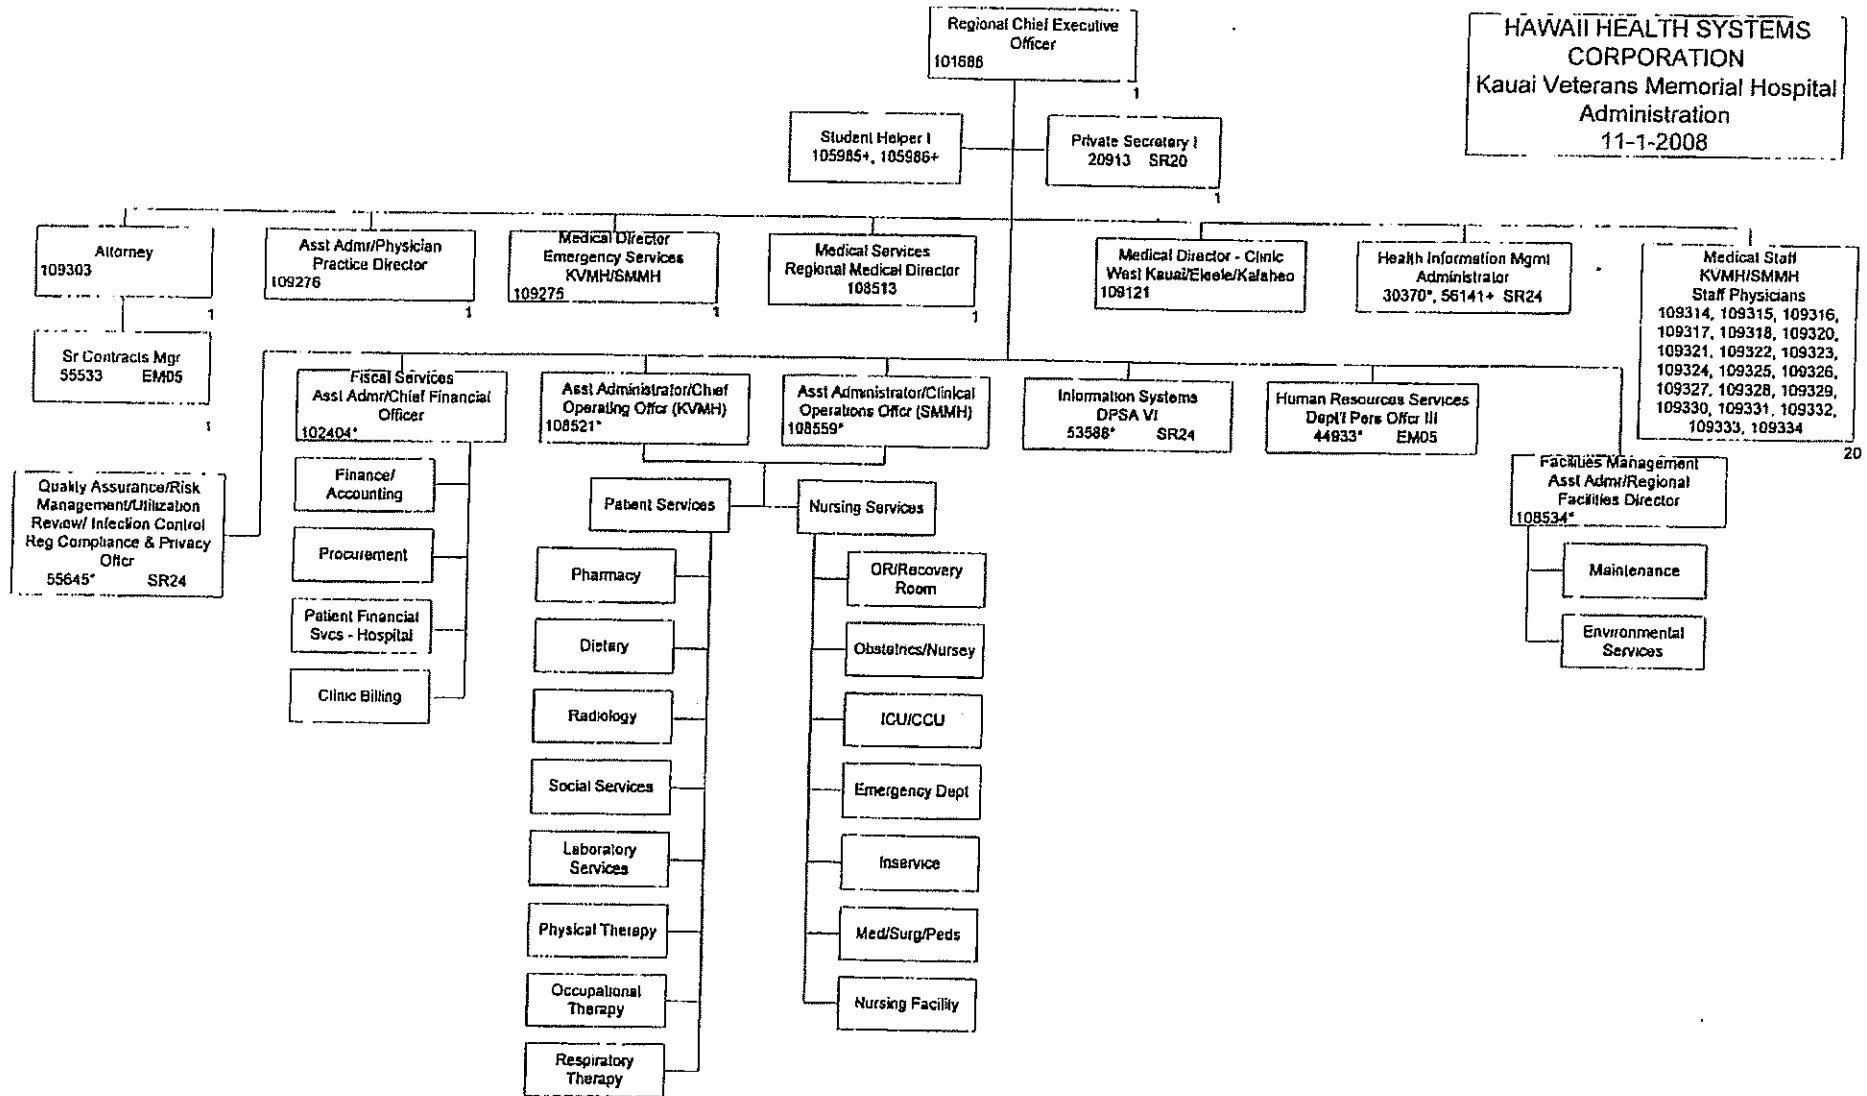 HAWAII HEALTH SYSTEMS
CORPORATION
Kauai Veterans Memorial Hospital
Administration
11-1-2008
Regional Chief Executive
Officer
101686
1
Student Helper I
105985+, 105986+
Private Secretary I
20913 SR20
1
Attorney
109303
1
Asst Admr/Physician
Practice Director
109276
1
Medical Director
Emergency Services
KVMH/SMMH
109275
1
Medical Services
Regional Medical Director
108513
1
Medical Director - Clinic
West Kauai/Eleele/Kalaheo
109121
Health Information Mgmt
Administrator
30370*, 56141+ SR24
Medical Staff
KVMH/SMMH
Staff Physicians
109314, 109315, 109316,
109317, 109318, 109320,
109321, 109322, 109323,
109324, 109325, 109326,
109327, 109328, 109329,
109330, 109331, 109332,
109333, 109334
20
Sr Contracts Mgr
55533 EM05
1
Fiscal Services
Asst Admr/Chief Financial
Officer
102404*
Asst Administrator/Chief
Operating Offcr (KVMH)
108521*
Asst Administrator/Clinical
Operations Offcr (SMMH)
108559*
Information Systems
DPSA VI
53586* SR24
Human Resources Services
Dept'l Pers Offcr III
44933* EM05
Facilities Management
Asst Admr/Regional
Facilities Director
108534*
Quality Assurance/Risk
Management/Utilization
Review/ Infection Control
Reg Compliance & Privacy
Offcr
55645* SR24
Finance/
Accounting
Procurement
Patient Financial
Svcs - Hospital
Clinic Billing
Patient Services
Nursing Services
Pharmacy
Dietary
Radiology
Social Services
Laboratory
Services
Physical Therapy
Occupational
Therapy
Respiratory
Therapy
OR/Recovery
Room
Obstetrics/Nursey
ICU/CCU
Emergency Dept
Inservice
Med/Surg/Peds
Nursing Facility
Maintenance
Environmental
Services